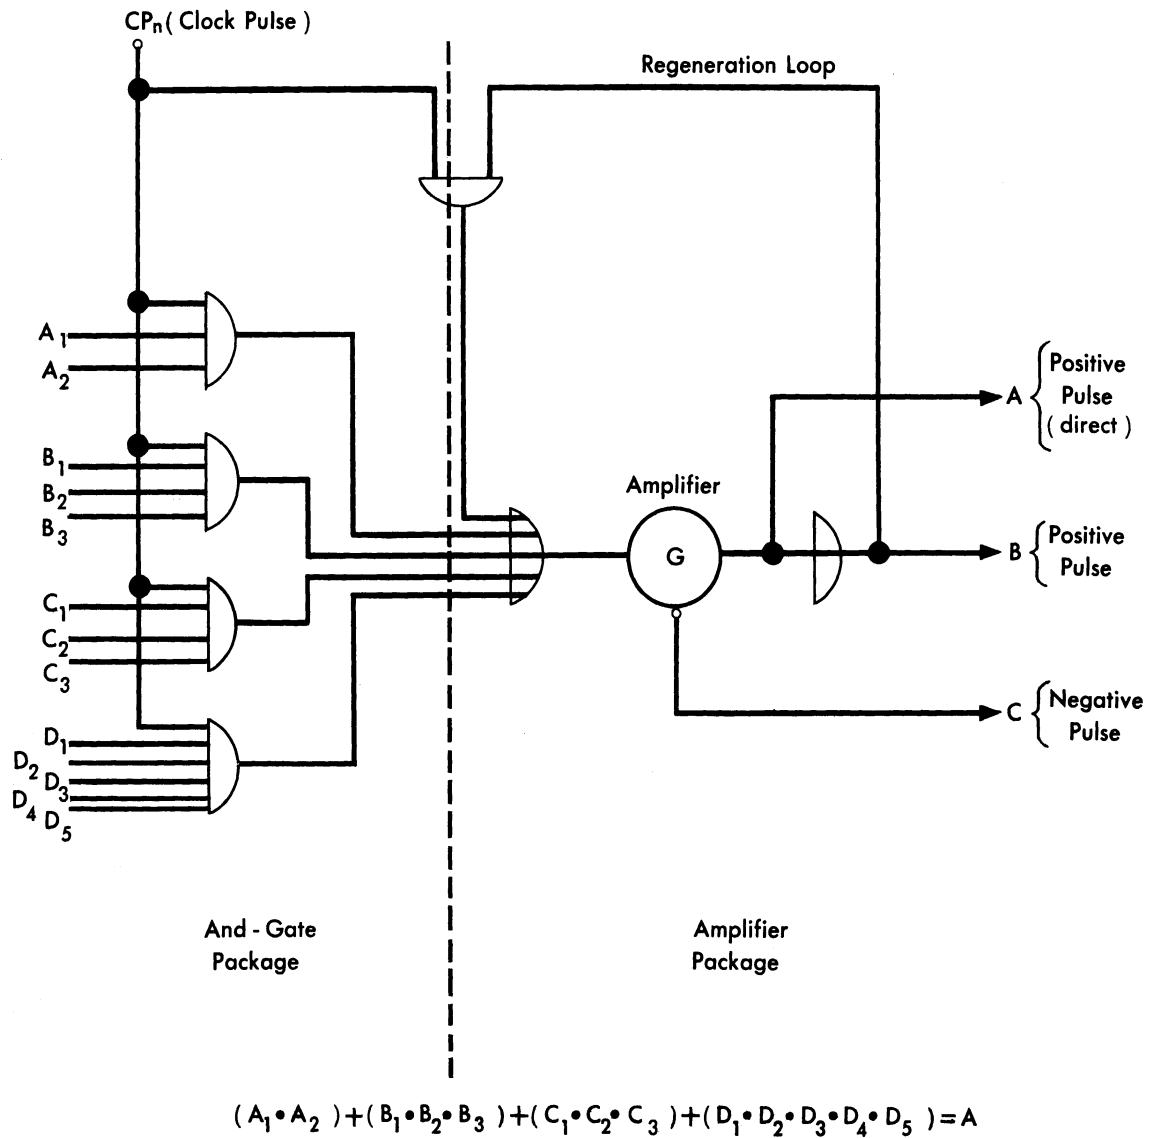 CPn ( Clock Pulse )
Regeneration Loop
A1
A2
B1
B2
B3
C1
C2
C3
D1
D2
D3
D4
D5
Amplifier
G
A
Positive
Pulse
( direct )
B
Positive
Pulse
C
Negative
Pulse
And - Gate
Package
Amplifier
Package
( A1 • A2 ) + ( B1 • B2 • B3 ) + ( C1 • C2 • C3 ) + ( D1 • D2 • D3 • D4 • D5 ) = A